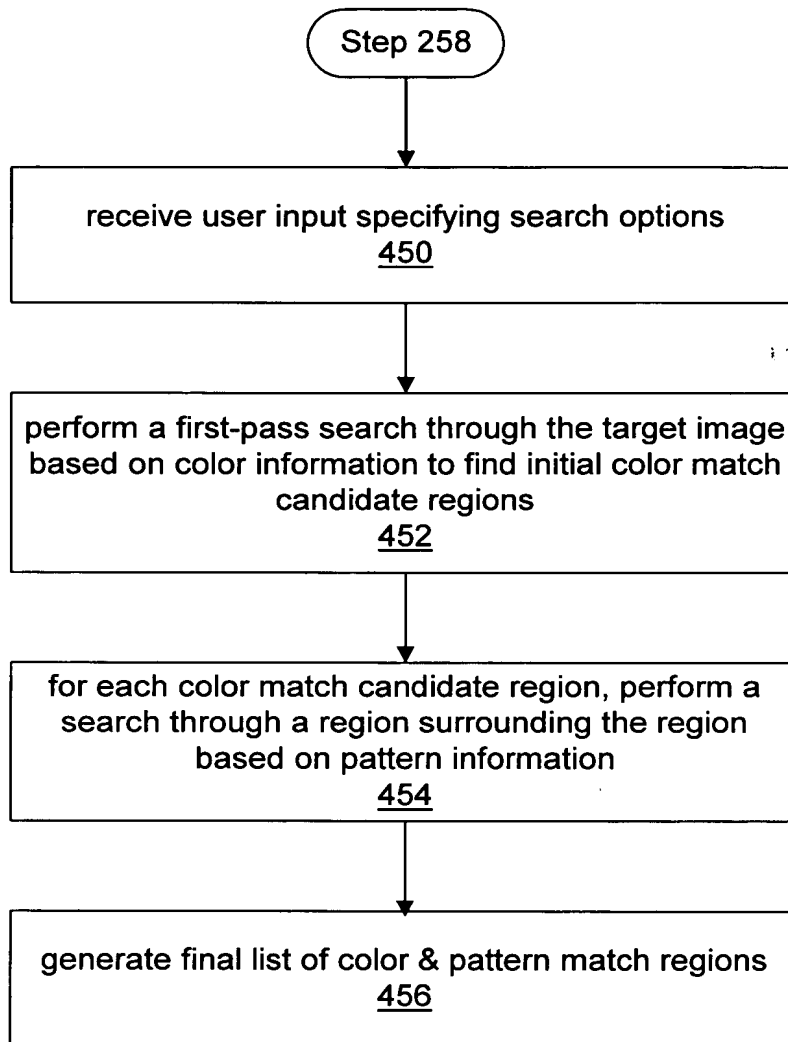 Step 258
receive user input specifying search options
450
perform a first-pass search through the target image
based on color information to find initial color match
candidate regions
452
for each color match candidate region, perform a
search through a region surrounding the region
based on pattern information
454
generate final list of color & pattern match regions
456